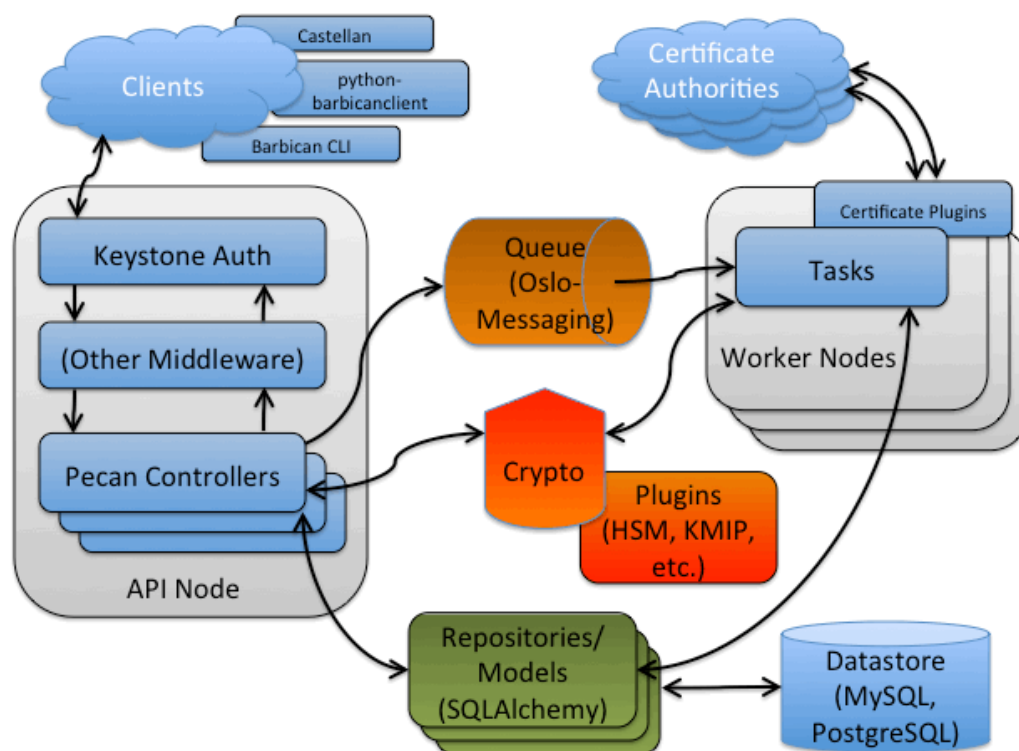 Castellan
Clients
python-
barbicanclient
Barbican CLI
Certificate
Authorities
Certificate Plugins
Keystone Auth
Queue
(Oslo-
Messaging)
Tasks
(Other Middleware)
Worker Nodes
Pecan Controllers
Crypto
Plugins
(HSM, KMIP,
etc.)
API Node
Repositories/
Models
(SQLAlchemy)
Datastore
(MySQL,
PostgreSQL)